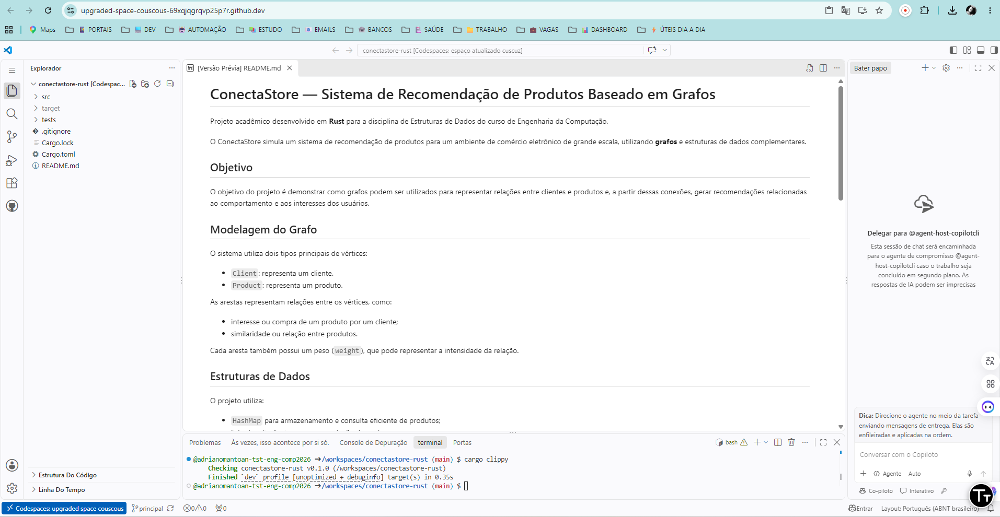 upgraded-space-couscous-69xqjqgrqvp25p7r.github.dev
Maps PORTAIS DEV AUTOMAÇÃO ESTUDO EMAILS BANCOS SAÚDE TRABALHO VAGAS DASHBOARD ÚTEIS DIA A DIA
conectastore-rust [Codespaces: espaço atualizado cuscuz]
Explorador
conectastore-rust [Codespac...
src
target
tests
.gitignore
Cargo.lock
Cargo.toml
README.md
Estrutura Do Código
Linha Do Tempo
[Versão Prévia] README.md
ConectaStore — Sistema de Recomendação de Produtos Baseado em Grafos
Projeto acadêmico desenvolvido em Rust para a disciplina de Estruturas de Dados do curso de Engenharia da Computação.
O ConectaStore simula um sistema de recomendação de produtos para um ambiente de comércio eletrônico de grande escala, utilizando grafos e estruturas de dados complementares.
Objetivo
O objetivo do projeto é demonstrar como grafos podem ser utilizados para representar relações entre clientes e produtos e, a partir dessas conexões, gerar recomendações relacionadas
ao comportamento e aos interesses dos usuários.
Modelagem do Grafo
O sistema utiliza dois tipos principais de vértices:
Client: representa um cliente.
Product: representa um produto.
As arestas representam relações entre os vértices, como:
interesse ou compra de um produto por um cliente;
similaridade ou relação entre produtos.
Cada aresta também possui um peso (weight), que pode representar a intensidade da relação.
Estruturas de Dados
O projeto utiliza:
HashMap para armazenamento e consulta eficiente de produtos;
Problemas Às vezes, isso acontece por si só. Console de Depuração terminal Portas
bash
@adrianomantoan-tst-eng-comp2026 ➜/workspaces/conectastore-rust (main) $ cargo clippy
Checking conectastore-rust v0.1.0 (/workspaces/conectastore-rust)
Finished `dev` profile [unoptimized + debuginfo] target(s) in 0.35s
@adrianomantoan-tst-eng-comp2026 ➜/workspaces/conectastore-rust (main) $
Bater papo
Delegar para @agent-host-copilotcli
Esta sessão de chat será encaminhada
para o agente de compromisso @agent-
host-copilotcli caso o trabalho seja
concluído em segundo plano. As
respostas de IA podem ser imprecisas
Dica: Direcione o agente no meio da tarefa
enviando mensagens de entrega. Elas são
enfileiradas e aplicadas na ordem.
Conversar com o Copiloto
Agente Auto
Co-piloto Interativo
Tт
Codespaces: upgraded space couscous principal 0 0 0
Entrar Layout: Português (ABNT brasileiro)